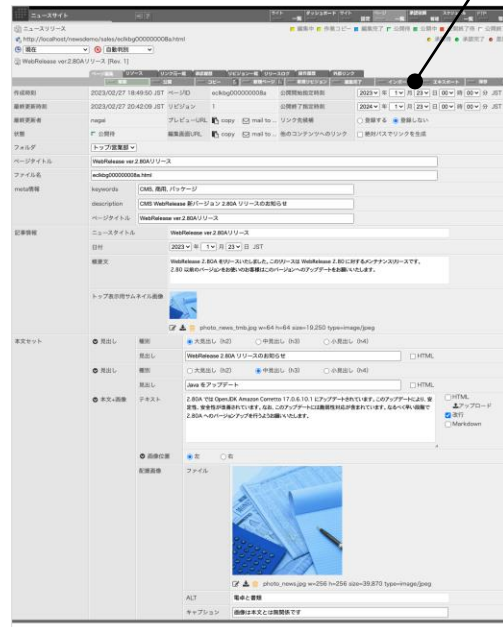 ニュースサイト
ニュースリリース
http://localhost/newsdemo/sales/eclkbg00000008a.html
現在 自動判別
WebRelease ver.2.80Aリリース [Rev. 1]
作成時刻 2023/02/27 18:49:50 JST ページID eclkbg00000008a 公開開始指定時刻 2023 年 1 月 23 日 00 時 00 分 JST
最終更新時刻 2023/02/27 20:42:09 JST リビジョン 1 公開終了指定時刻 2024 年 1 月 23 日 00 時 00 分 JST
最終更新者 nagai プレビューURL copy mail to ... リンク先候補 登録する 登録しない
状態 公開待 編集画面URL copy mail to ... 他のコンテンツへのリンク 絶対パスでリンクを生成
フォルダ トップ/営業部
ページタイトル WebRelease ver.2.80Aリリース
ファイル名 eclkbg00000008a.html
meta情報 keywords CMS, 商用, パッケージ
description CMS WebRelease 新バージョン 2.80A リリースのお知らせ
ページタイトル WebRelease ver.2.80Aリリース
記事情報 ニュースタイトル WebRelease ver.2.80Aリリース
日付 2023 年 1 月 23 日 JST
概要文 WebRelease 2.80A をリリースいたしました。このリリースは WebRelease 2.80 に対するメンテナンスリリースです。
2.80 以前のバージョンをお使いのお客様はこのバージョンへのアップデートをお願いいたします。
トップ表示用サムネイル画像
photo_news_tmb.jpg w=64 h=64 size=19,250 type=image/jpeg
本文セット 見出し 種別 大見出し (h2) 中見出し (h3) 小見出し (h4)
見出し WebRelease 2.80A リリースのお知らせ HTML
見出し 種別 大見出し (h2) 中見出し (h3) 小見出し (h4)
見出し Java をアップデート HTML
本文+画像 テキスト 2.80A では OpenJDK Amazon Corretto 17.0.6.10.1 にアップデートされています。このアップデートにより、安
定性、安全性が改善されています。なお、このアップデートには脆弱性対応が含まれています。なるべく早い段階で
2.80A へのバージョンアップを行うようお願いいたします。
HTML
アップロード
改行
Markdown
画像位置 左 右
配置画像 ファイル
photo_news.jpg w=256 h=256 size=39,870 type=image/jpeg
ALT 電卓と書類
キャプション 画像は本文とは無関係です